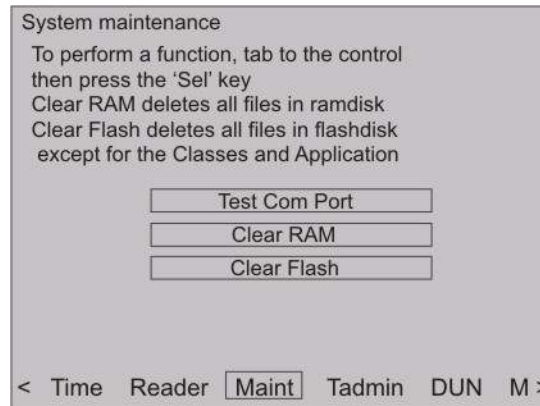 System maintenance
To perform a function, tab to the control
then press the ‘Sel’ key
Clear RAM deletes all files in ramdisk
Clear Flash deletes all files in flashdisk
except for the Classes and Application
Test Com Port
Clear RAM
Clear Flash
< Time Reader Maint Tadmin DUN M >